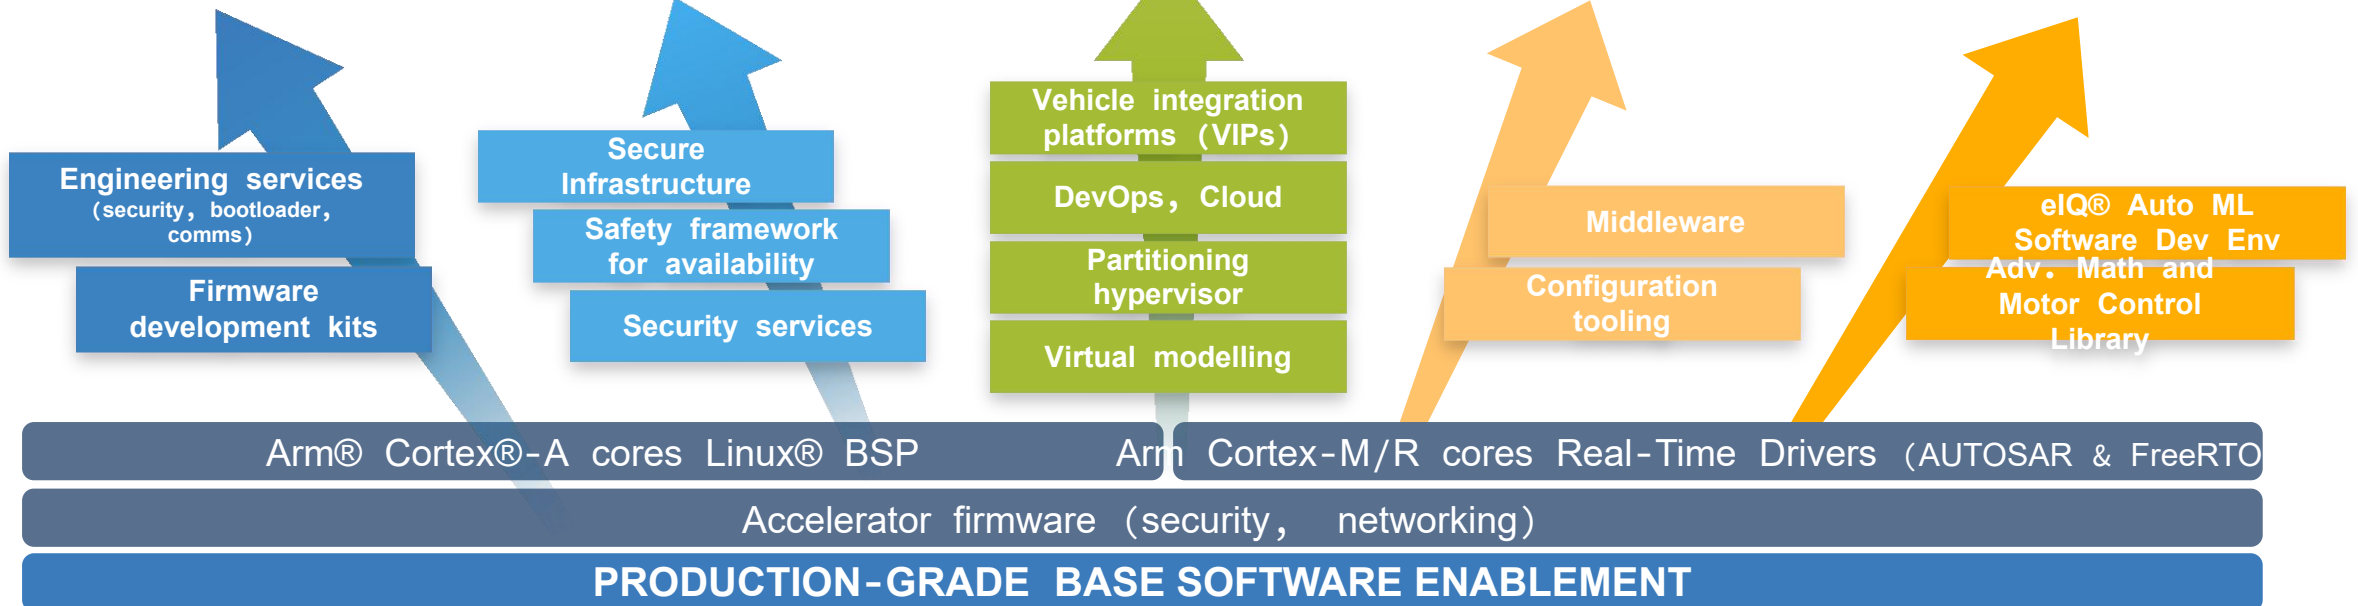 Engineering services
(security, bootloader,
comms)
Firmware
development kits
Secure
Infrastructure
Safety framework
for availability
Security services
Vehicle integration
platforms (VIPs)
DevOps, Cloud
Partitioning
hypervisor
Virtual modelling
Middleware
Configuration
tooling
eIQ® Auto ML
Software Dev Env
Adv. Math and
Motor Control
Library
Arm® Cortex®-A cores Linux® BSP
Arm Cortex-M/R cores Real-Time Drivers (AUTOSAR & FreeRTO
Accelerator firmware (security, networking)
PRODUCTION-GRADE BASE SOFTWARE ENABLEMENT